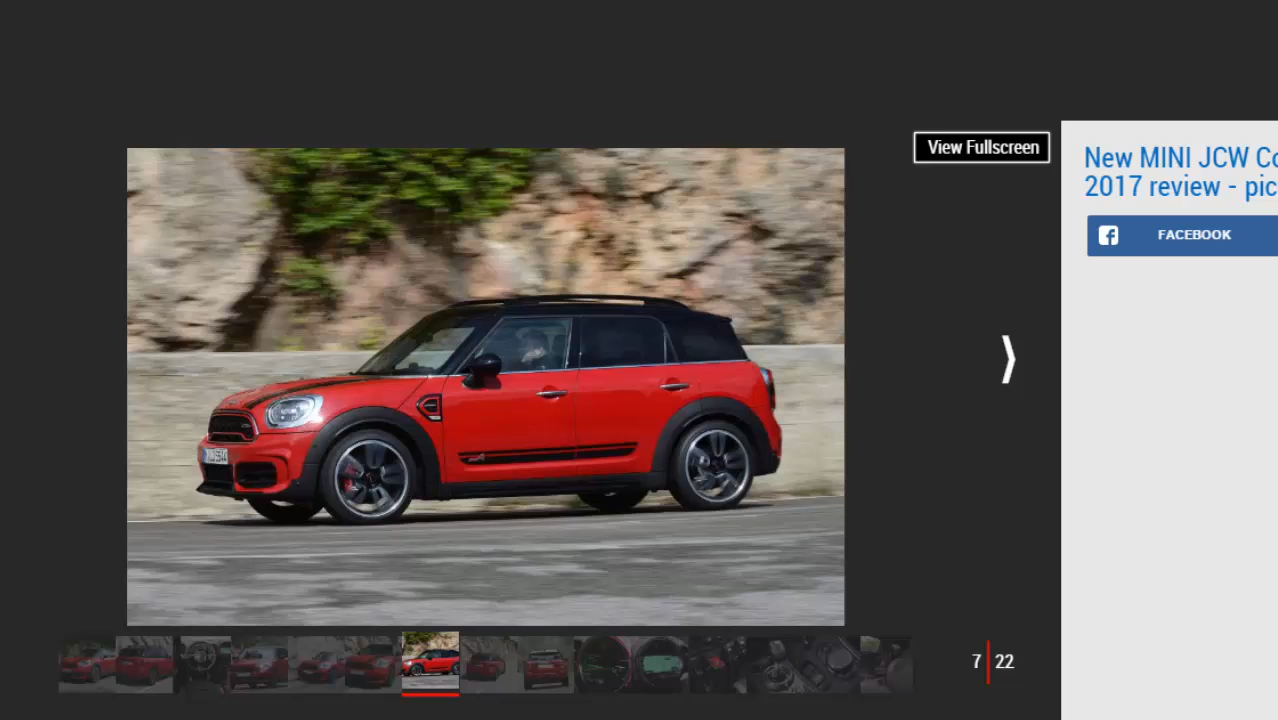 View Fullscreen
New MINI JCW Co
2017 review - pic
FACEBOOK
7 22